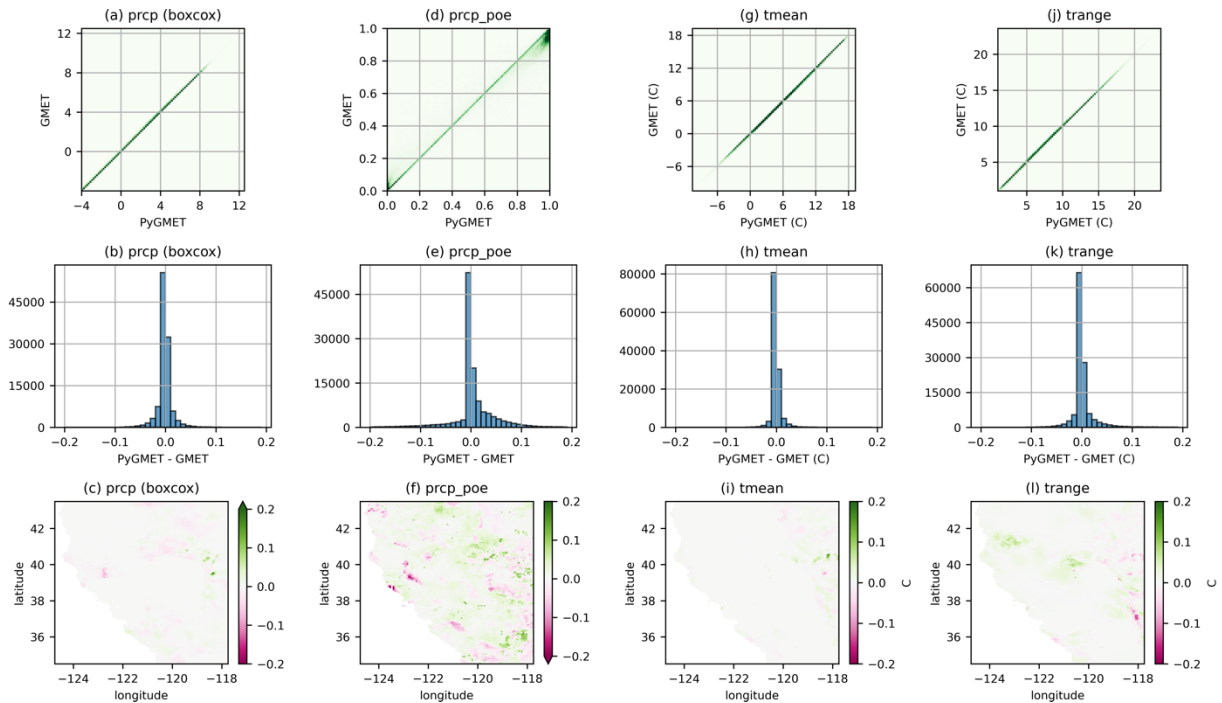 (a) prcp (boxcox)
12
8
4
0
GMET
−4 0 4 8 12
PyGMET
(d) prcp_poe
1.0
0.8
0.6
0.4
0.2
0.0
GMET
0.0 0.2 0.4 0.6 0.8 1.0
PyGMET
(g) tmean
18
12
6
0
−6
GMET (C)
−6 0 6 12 18
PyGMET (C)
(j) trange
20
15
10
5
GMET (C)
5 10 15 20
PyGMET (C)
(b) prcp (boxcox)
45000
30000
15000
0
−0.2 −0.1 0.0 0.1 0.2
PyGMET - GMET
(e) prcp_poe
45000
30000
15000
0
−0.2 −0.1 0.0 0.1 0.2
PyGMET - GMET
(h) tmean
80000
60000
40000
20000
0
−0.2 −0.1 0.0 0.1 0.2
PyGMET - GMET (C)
(k) trange
60000
45000
30000
15000
0
−0.2 −0.1 0.0 0.1 0.2
PyGMET - GMET (C)
(c) prcp (boxcox)
42
40
38
36
latitude
−124 −122 −120 −118
longitude
0.2
0.1
0.0
−0.1
−0.2
(f) prcp_poe
42
40
38
36
latitude
−124 −122 −120 −118
longitude
0.2
0.1
0.0
−0.1
−0.2
(i) tmean
42
40
38
36
latitude
−124 −122 −120 −118
longitude
0.2
0.1
0.0
−0.1
−0.2
C
(l) trange
42
40
38
36
latitude
−124 −122 −120 −118
longitude
0.2
0.1
0.0
−0.1
−0.2
C